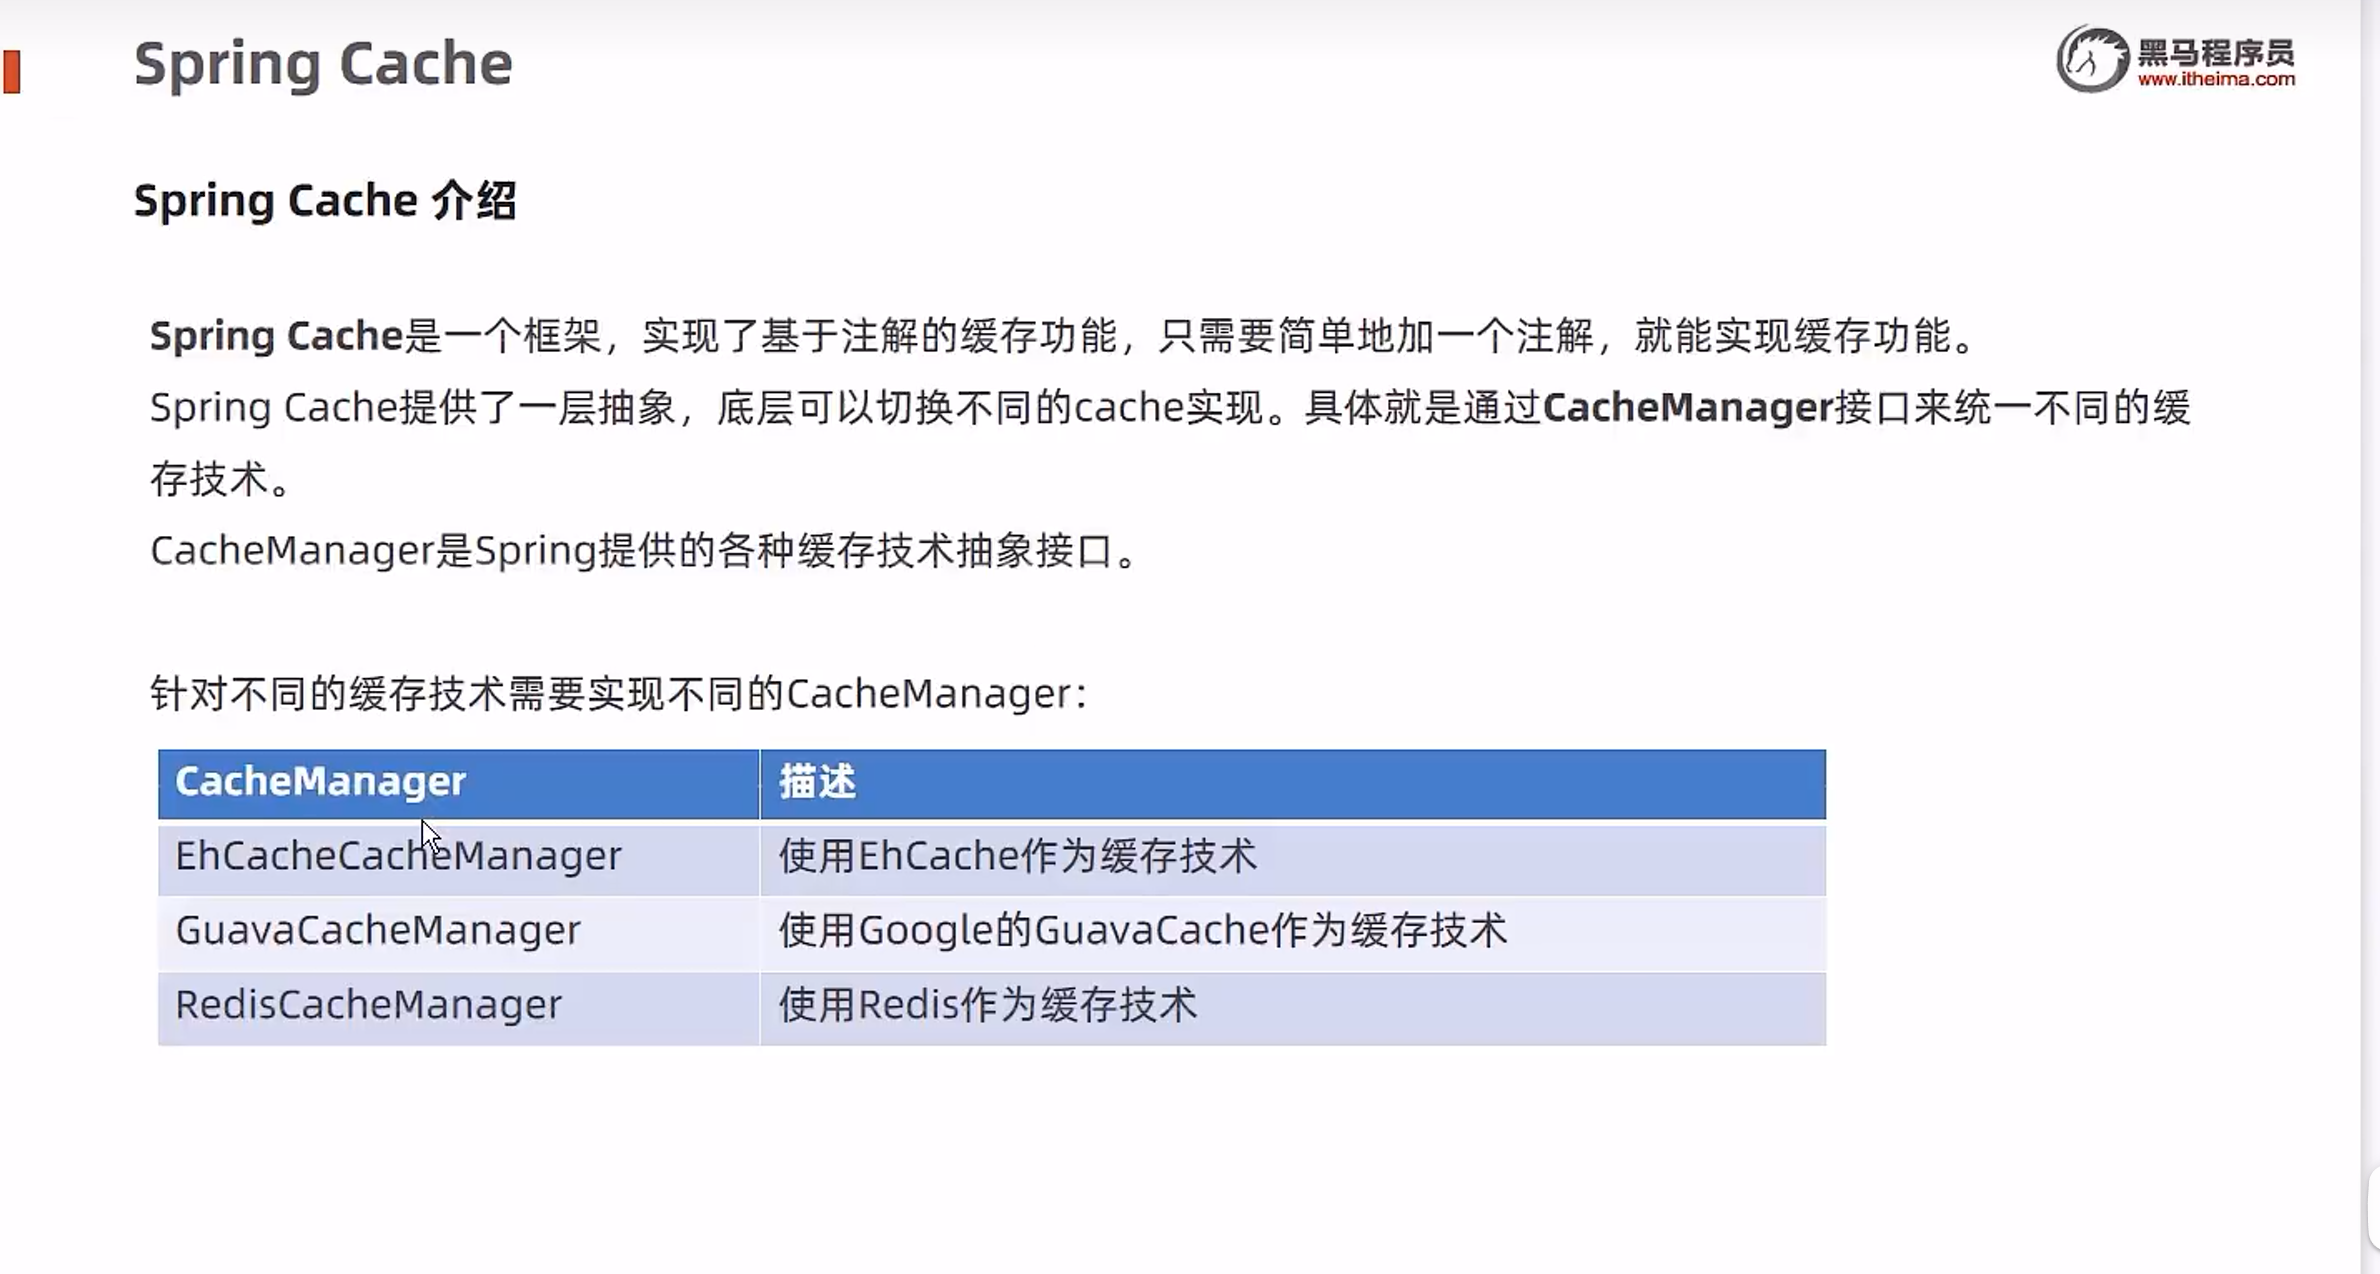 Spring Cache
黑马程序员
www.itheima.com
Spring Cache 介绍
Spring Cache是一个框架，实现了基于注解的缓存功能，只需要简单地加一个注解，就能实现缓存功能。
Spring Cache提供了一层抽象，底层可以切换不同的cache实现。具体就是通过CacheManager接口来统一不同的缓
存技术。
CacheManager是Spring提供的各种缓存技术抽象接口。
针对不同的缓存技术需要实现不同的CacheManager：
CacheManager 描述
EhCacheCacheManager 使用EhCache作为缓存技术
GuavaCacheManager 使用Google的GuavaCache作为缓存技术
RedisCacheManager 使用Redis作为缓存技术